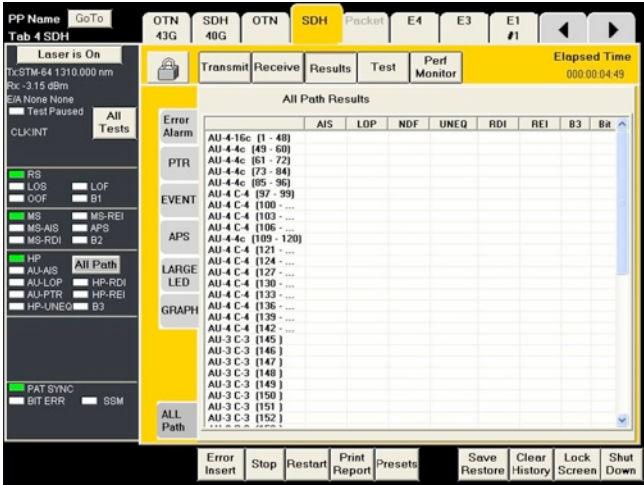 PP Name GoTo
Tab 4 SDH
OTN 43G
SDH 40G
OTN
SDH
Packet
E4
E3
E1 #1
Laser is On
Tx:STM-64 1310.000 nm
Rx: -3.15 dBm
E/A None None
Test Paused
CLK:INT
All Tests
RS
LOS LOF
OOF B1
MS MS-REI
MS-AIS APS
MS-RDI B2
HP All Path
AU-AIS
AU-LOP HP-RDI
AU-PTR HP-REI
HP-UNEQ B3
PAT SYNC
BIT ERR SSM
Transmit Receive Results Test Perf Monitor
Elapsed Time
000:00:04:49
All Path Results
Error Alarm
PTR
EVENT
APS
LARGE LED
GRAPH
ALL Path
AIS LOP NDF UNEQ RDI REI B3 Bit
AU-4-16c (1 - 48)
AU-4-4c (49 - 60)
AU-4-4c (61 - 72)
AU-4-4c (73 - 84)
AU-4-4c (85 - 96)
AU-4 C-4 (97 - 99)
AU-4 C-4 (100 - ...
AU-4 C-4 (103 - ...
AU-4 C-4 (106 - ...
AU-4-4c (109 - 120)
AU-4 C-4 (121 - ...
AU-4 C-4 (124 - ...
AU-4 C-4 (127 - ...
AU-4 C-4 (130 - ...
AU-4 C-4 (133 - ...
AU-4 C-4 (136 - ...
AU-4 C-4 (139 - ...
AU-4 C-4 (142 - ...
AU-3 C-3 (145 )
AU-3 C-3 (146 )
AU-3 C-3 (147 )
AU-3 C-3 (148 )
AU-3 C-3 (149 )
AU-3 C-3 (150 )
AU-3 C-3 (151 )
AU-3 C-3 (152 )
Error Insert
Stop
Restart
Print Report
Presets
Save Restore
Clear History
Lock Screen
Shut Down